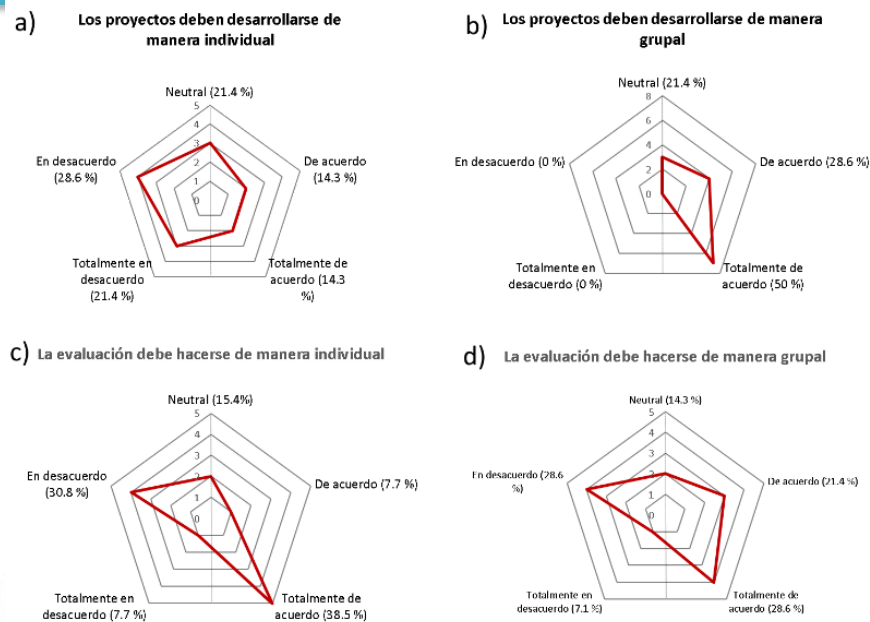 a)
Los proyectos deben desarrollarse de
manera individual
Neutral (21.4 %)
5
4
3
2
1
0
En desacuerdo
(28.6 %)
De acuerdo
(14.3 %)
Totalmente en
desacuerdo
(21.4 %)
Totalmente de
acuerdo (14.3
%)
b)
Los proyectos deben desarrollarse de manera
grupal
Neutral (21.4 %)
8
6
4
2
0
En desacuerdo (0 %)
De acuerdo (28.6 %)
Totalmente en
desacuerdo (0 %)
Totalmente de
acuerdo (50 %)
c)
La evaluación debe hacerse de manera individual
Neutral (15.4%)
5
4
3
2
1
0
En desacuerdo
(30.8 %)
De acuerdo (7.7 %)
Totalmente en
desacuerdo (7.7 %)
Totalmente de
acuerdo (38.5 %)
d)
La evaluación debe hacerse de manera grupal
Neutral (14.3 %)
5
4
3
2
1
0
En desacuerdo (28.6
%)
De acuerdo (21.4 %)
Totalmente en
desacuerdo (7.1 %)
Totalmente de
acuerdo (28.6 %)